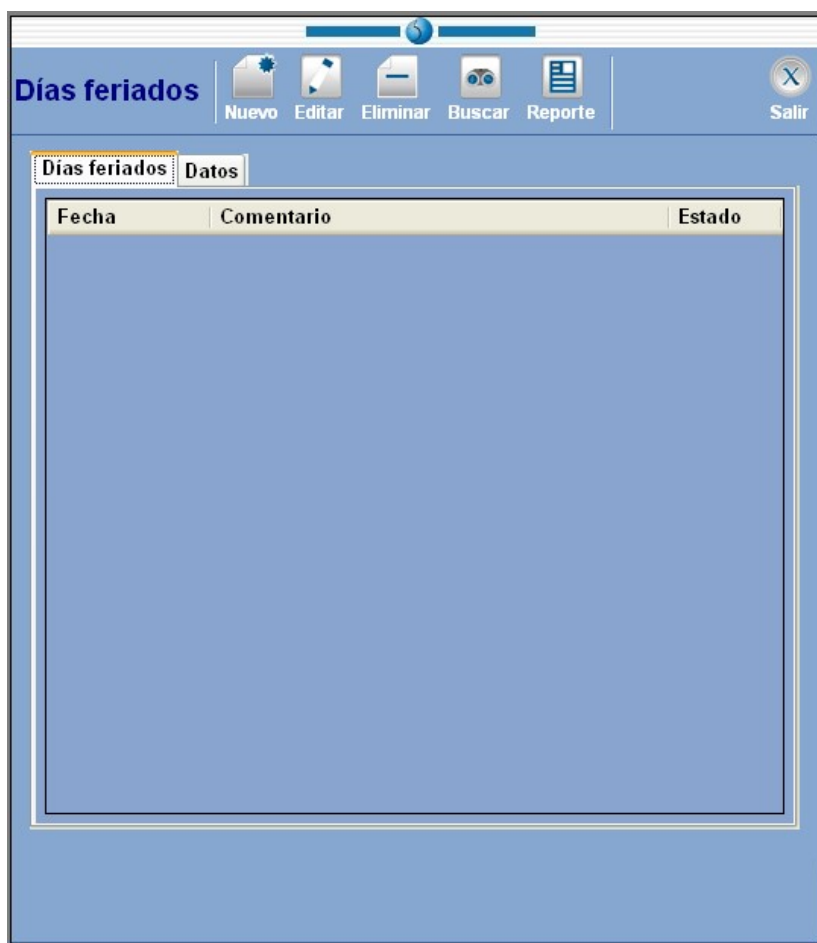 Días feriados
Nuevo Editar Eliminar Buscar Reporte Salir
Días feriados Datos
Fecha Comentario Estado